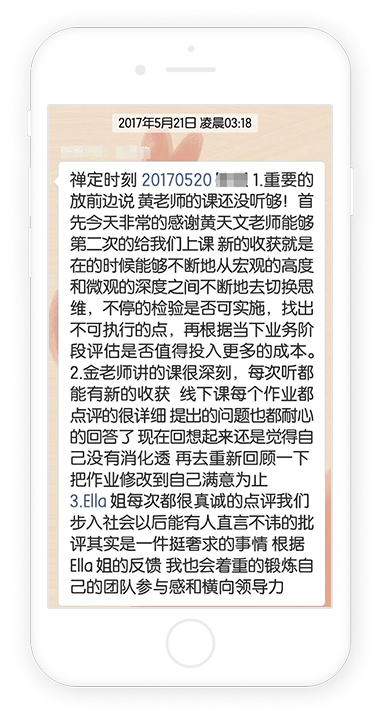 2017年5月21日 凌晨03:18
禅定时刻 20170520 1.重要的
放前边说 黄老师的课还没听够！首
先今天非常的感谢黄天文老师能够
第二次的给我们上课 新的收获就是
在的时候能够不断地从宏观的高度
和微观的深度之间不断地去切换思
维，不停的检验是否可实施，找出
不可执行的点，再根据当下业务阶
段评估是否值得投入更多的成本。
2.金老师讲的课很深刻，每次听都
能有新的收获 线下课每个作业都
点评的很详细 提出的问题也都耐心
的回答了 现在回想起来还是觉得自
己没有消化透 再去重新回顾一下
把作业修改到自己满意为止
3.Ella 姐每次都很真诚的点评我们
步入社会以后能有人直言不讳的批
评其实是一件挺奢求的事情 根据
Ella 姐的反馈 我也会着重的锻炼自
己的团队参与感和横向领导力